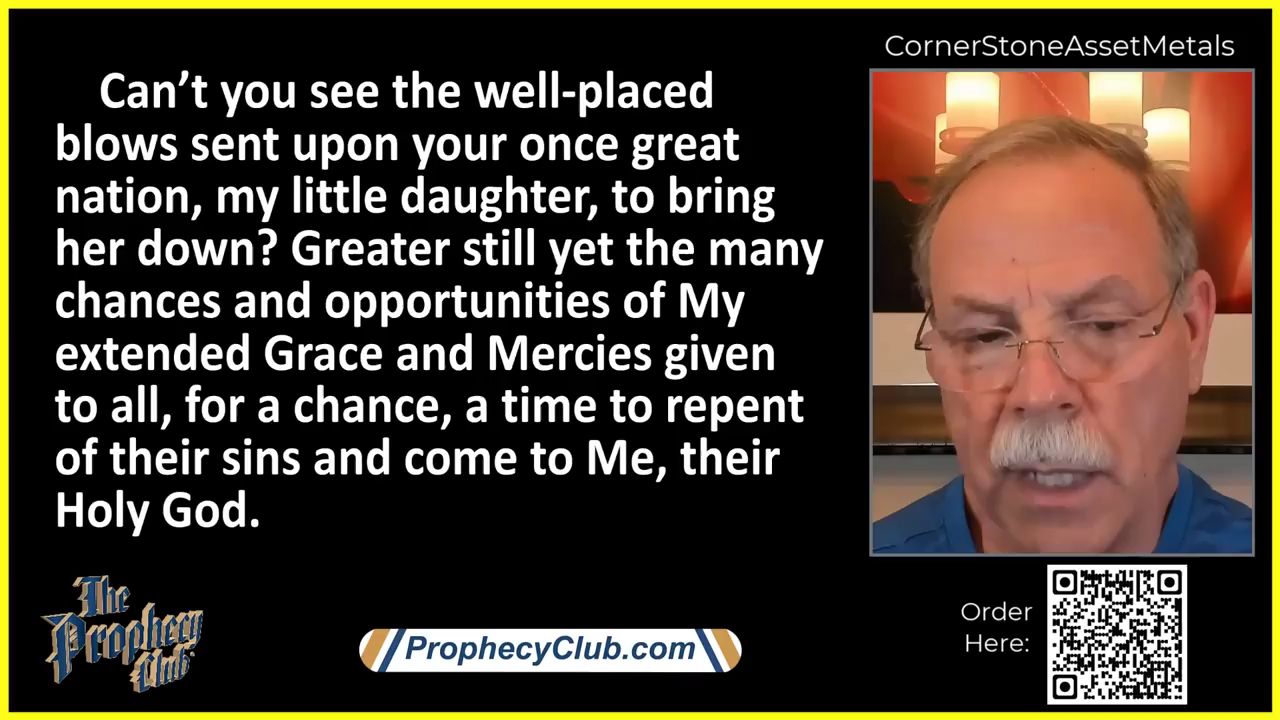 Can’t you see the well-placed
blows sent upon your once great
nation, my little daughter, to bring
her down? Greater still yet the many
chances and opportunities of My
extended Grace and Mercies given
to all, for a chance, a time to repent
of their sins and come to Me, their
Holy God.
CornerStoneAssetMetals
The
Prophecy
Club
ProphecyClub.com
Order
Here: